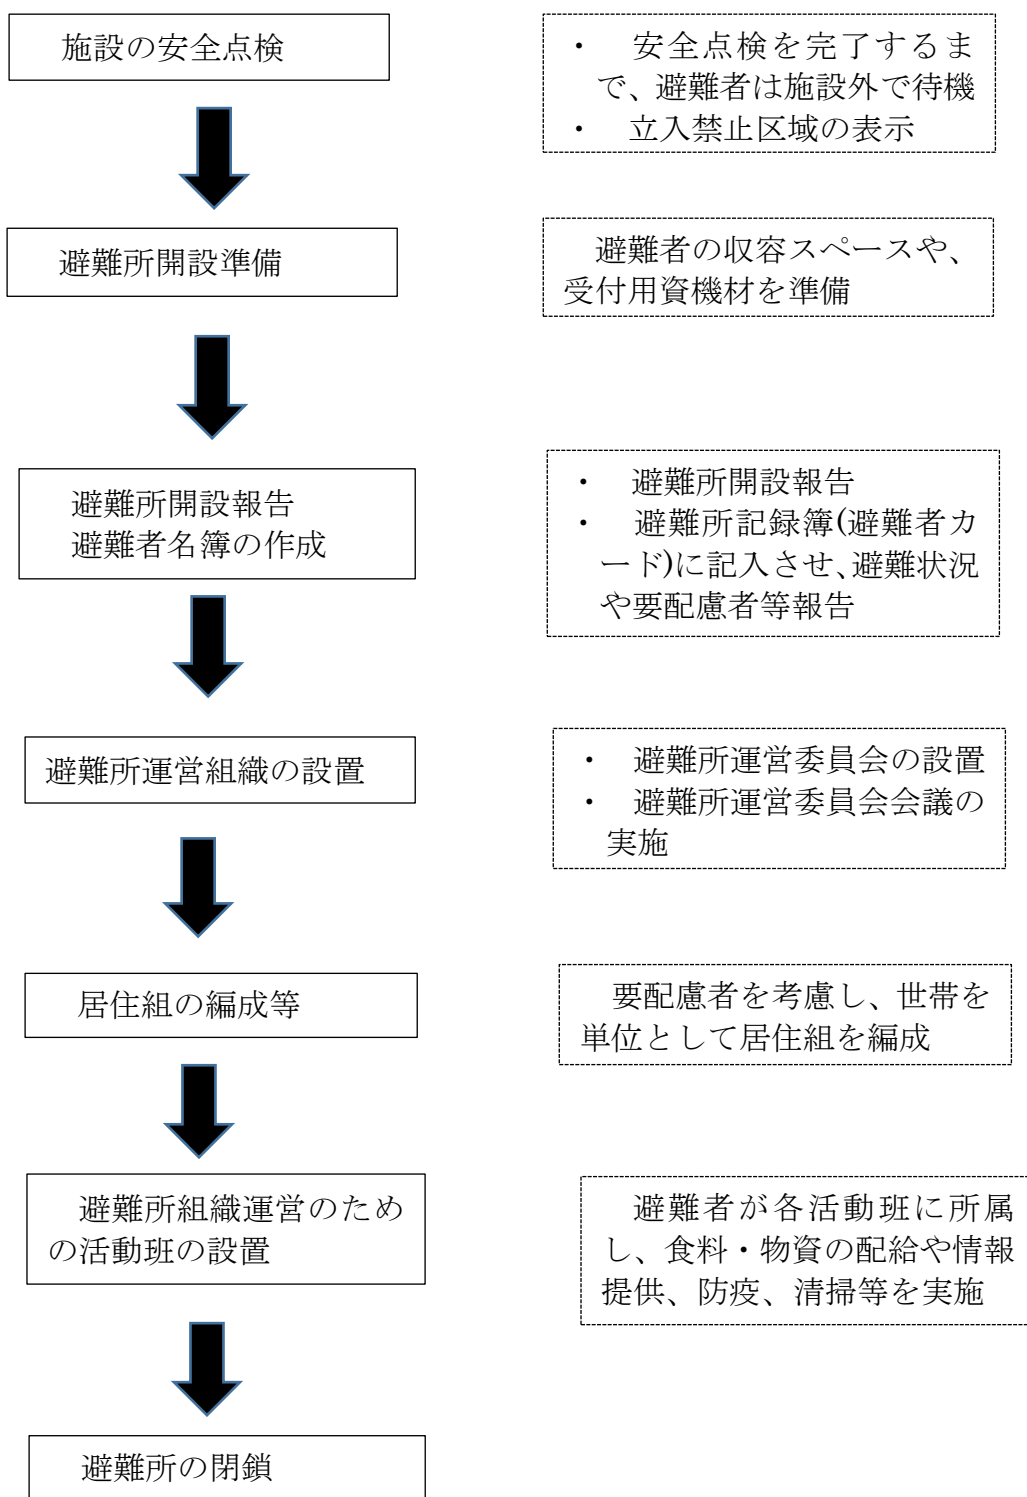 施設の安全点検
・　安全点検を完了するま
で、避難者は施設外で待機
・　立入禁止区域の表示
避難所開設準備
避難者の収容スペースや、
受付用資機材を準備
避難所開設報告
避難者名簿の作成
・　避難所開設報告
・　避難所記録簿(避難者カ
ード)に記入させ、避難状況
や要配慮者等報告
避難所運営組織の設置
・　避難所運営委員会の設置
・　避難所運営委員会会議の
実施
居住組の編成等
要配慮者を考慮し、世帯を
単位として居住組を編成
避難所組織運営のため
の活動班の設置
避難者が各活動班に所属
し、食料・物資の配給や情報
提供、防疫、清掃等を実施
避難所の閉鎖